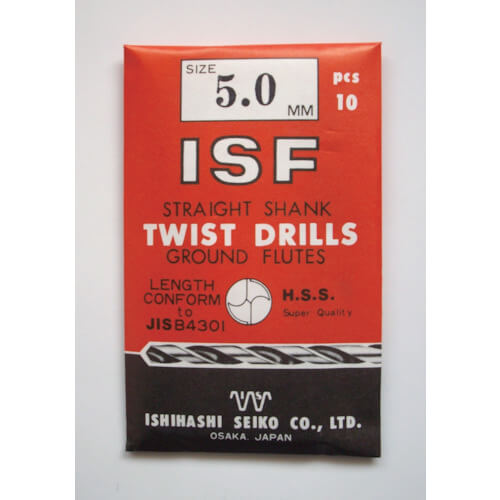 SIZE
5.0
MM
pcs
10
ISF
STRAIGHT SHANK
TWIST DRILLS
GROUND FLUTES
LENGTH
CONFORM
to
JISB4301
H.S.S.
Super Quality
ISHIHASHI SEIKO CO., LTD.
OSAKA. JAPAN